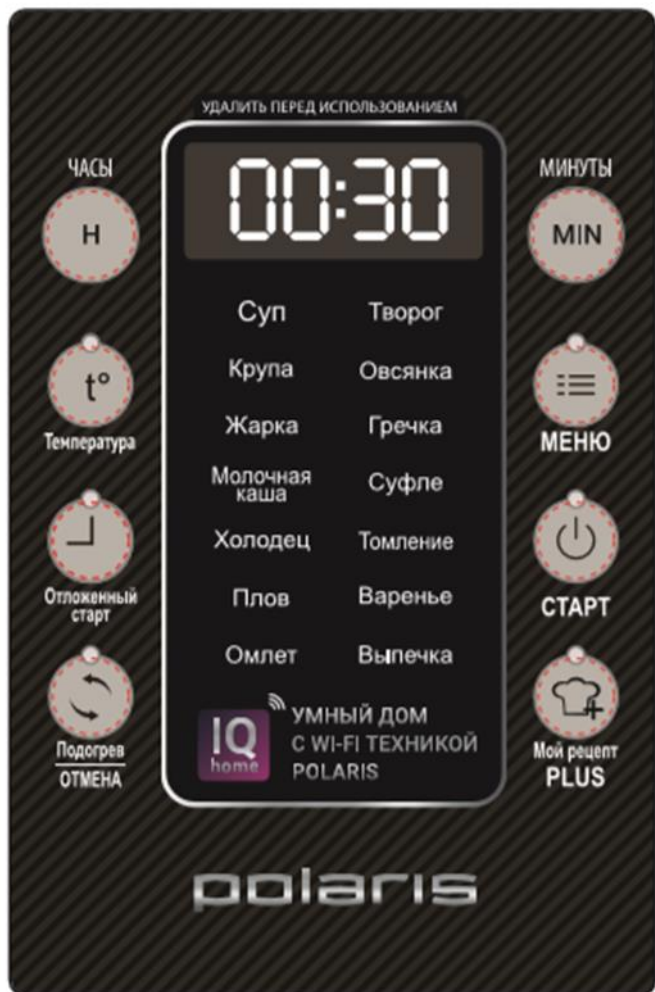 УДАЛИТЬ ПЕРЕД ИСПОЛЬЗОВАНИЕМ
ЧАСЫ
H
00:30
МИНУТЫ
MIN
t°
Температура
Отложенный
старт
Подогрев
ОТМЕНА
Суп
Творог
Крупа
Овсянка
Жарка
Гречка
Молочная
каша
Суфле
Холодец
Томление
Плов
Варенье
Омлет
Выпечка
IQ
home
УМНЫЙ ДОМ
С WI-FI ТЕХНИКОЙ
POLARIS
МЕНЮ
СТАРТ
Мой рецепт
PLUS
polaris